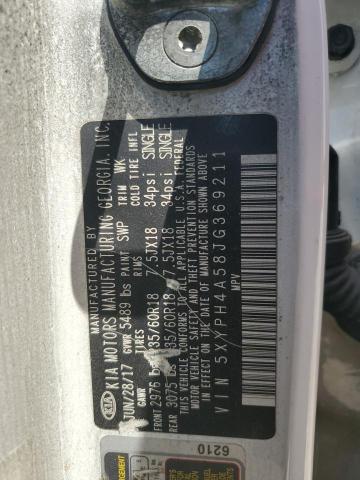 MANUFACTURED BY
KIA KIA MOTORS MANUFACTURING GEORGIA, INC.
JUN/28/17 GVWR 5489 lbs PAINT SWP TRIM WK
GAWR TIRES RIMS COLD TIRE INFL
FRONT 2976 lbs 235/60R18 7.5JX18 34psi SINGLE
REAR 3075 lbs 235/60R18 7.5JX18 34psi SINGLE
THIS VEHICLE CONFORMS TO ALL APPLICABLE U.S.A. FEDERAL
MOTOR VEHICLE SAFETY AND THEFT PREVENTION STANDARDS
IN EFFECT ON THE DATE OF MANUFACTURE SHOWN ABOVE
MPV
VIN 5XYPH4A58JG369211
6210